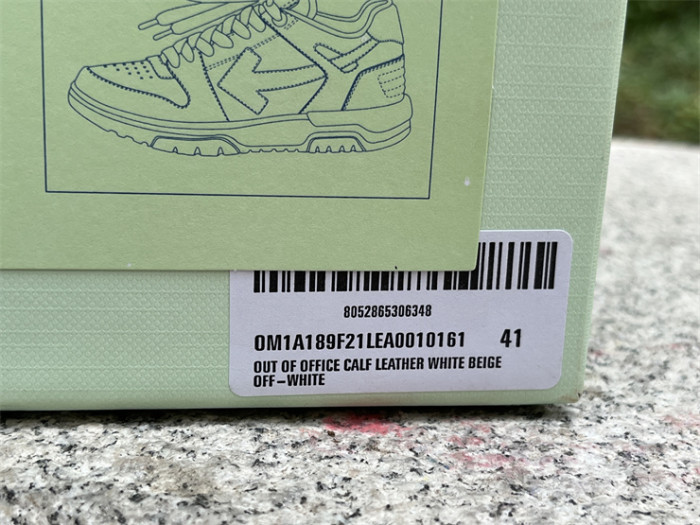 8052865306348
OM1A189F21LEA0010161 41
OUT OF OFFICE CALF LEATHER WHITE BEIGE
OFF-WHITE